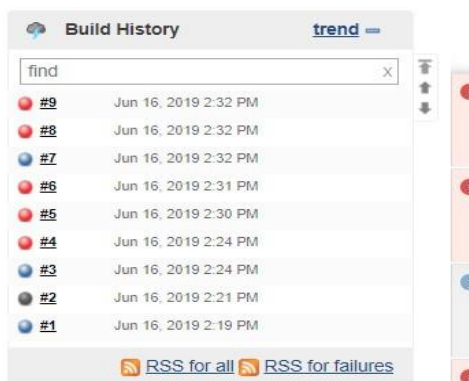 Build History trend
find X
#9 Jun 16, 2019 2:32 PM
#8 Jun 16, 2019 2:32 PM
#7 Jun 16, 2019 2:32 PM
#6 Jun 16, 2019 2:31 PM
#5 Jun 16, 2019 2:30 PM
#4 Jun 16, 2019 2:24 PM
#3 Jun 16, 2019 2:24 PM
#2 Jun 16, 2019 2:21 PM
#1 Jun 16, 2019 2:19 PM
RSS for all RSS for failures